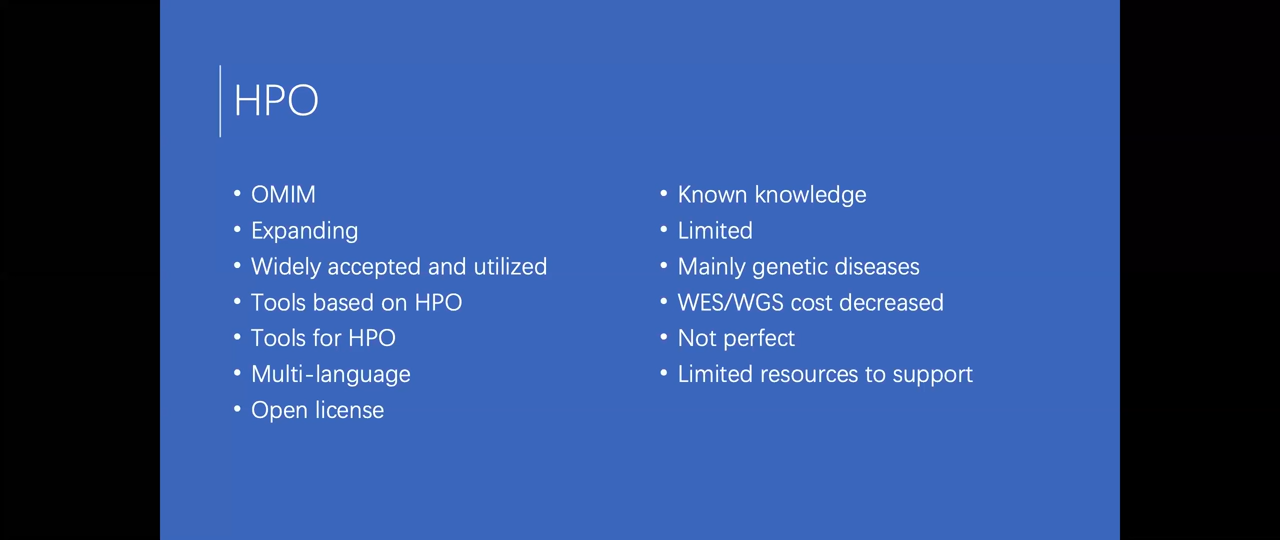 HPO
• OMIM
• Expanding
• Widely accepted and utilized
• Tools based on HPO
• Tools for HPO
• Multi-language
• Open license
• Known knowledge
• Limited
• Mainly genetic diseases
• WES/WGS cost decreased
• Not perfect
• Limited resources to support